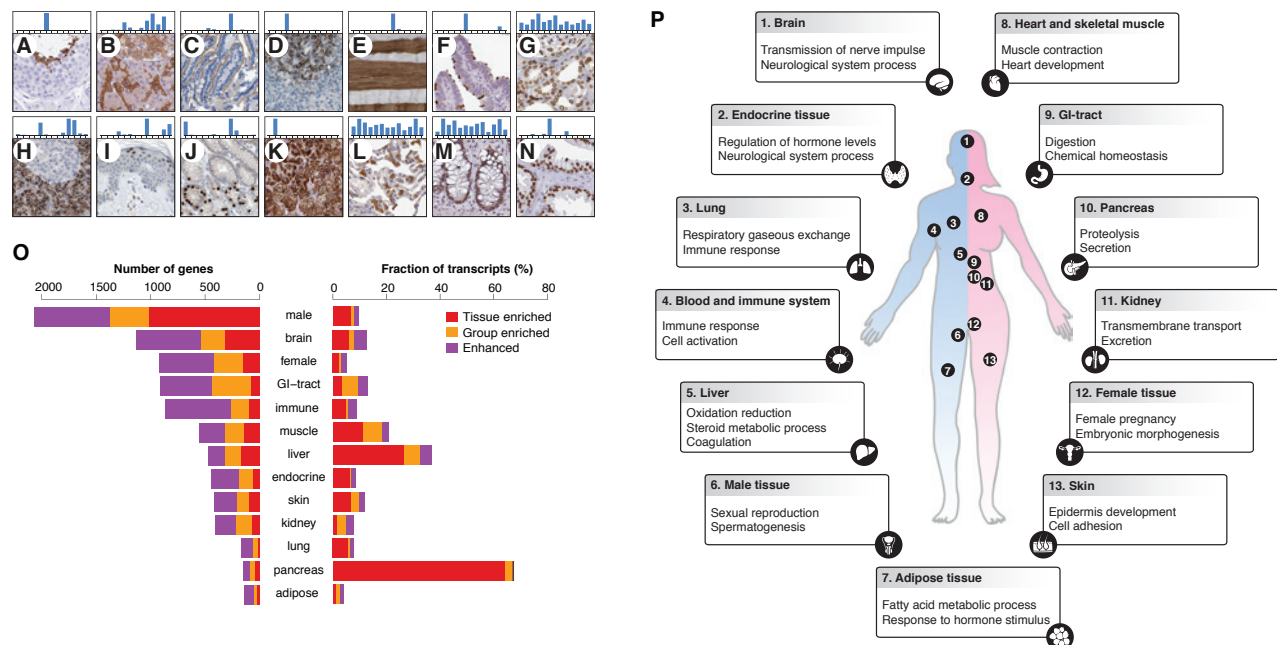 A B C D E F G
H I J K L M N
O
Number of genes
Fraction of transcripts (%)
2000 1500 1000 500 0
0 20 40 60 80
male
brain
female
GI−tract
immune
muscle
liver
endocrine
skin
kidney
lung
pancreas
adipose
Tissue enriched
Group enriched
Enhanced
P
1. Brain
Transmission of nerve impulse
Neurological system process
2. Endocrine tissue
Regulation of hormone levels
Neurological system process
3. Lung
Respiratory gaseous exchange
Immune response
4. Blood and immune system
Immune response
Cell activation
5. Liver
Oxidation reduction
Steroid metabolic process
Coagulation
6. Male tissue
Sexual reproduction
Spermatogenesis
7. Adipose tissue
Fatty acid metabolic process
Response to hormone stimulus
8. Heart and skeletal muscle
Muscle contraction
Heart development
9. GI-tract
Digestion
Chemical homeostasis
10. Pancreas
Proteolysis
Secretion
11. Kidney
Transmembrane transport
Excretion
12. Female tissue
Female pregnancy
Embryonic morphogenesis
13. Skin
Epidermis development
Cell adhesion
1
2
3
8
4
5
9
10
11
12
6
13
7